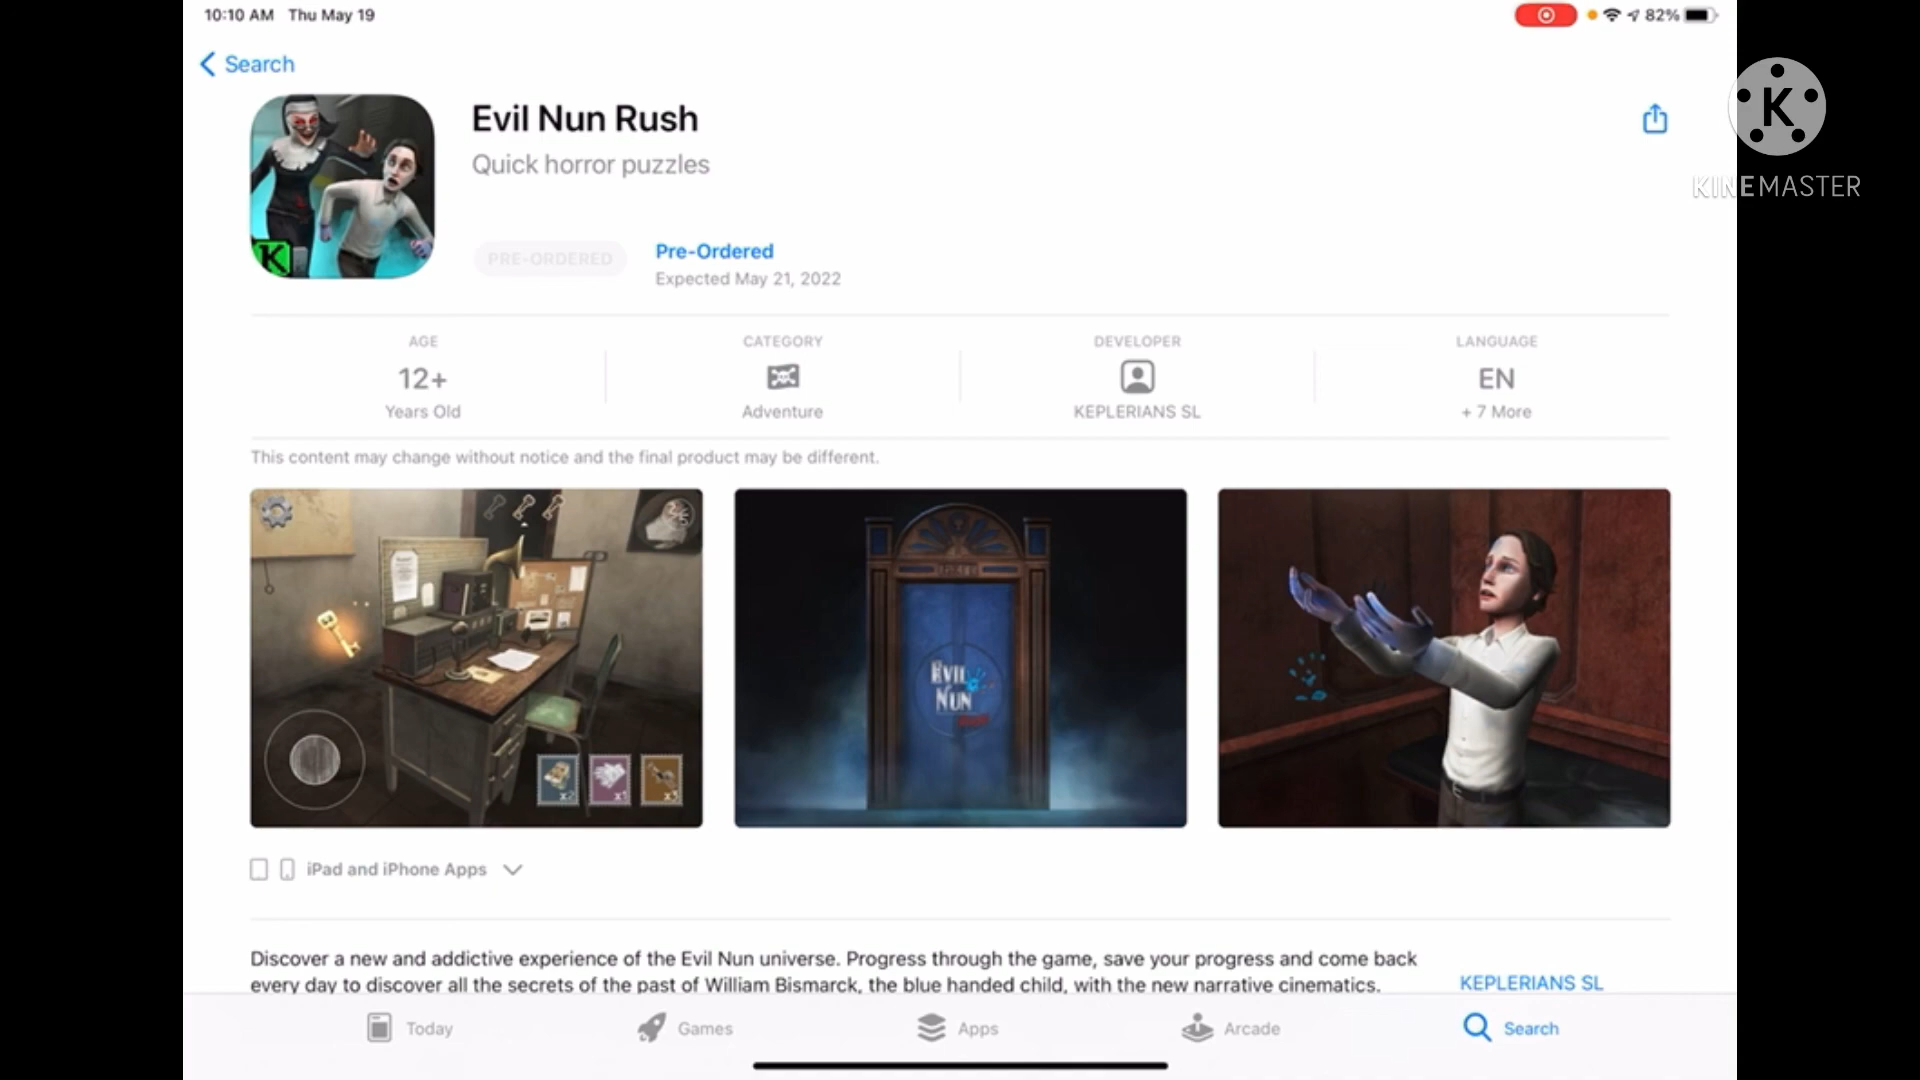 10:10 AM Thu May 19
82%
Search
Evil Nun Rush
Quick horror puzzles
K
KINEMASTER
K
PRE-ORDERED
Pre-Ordered
Expected May 21, 2022
AGE
12+
Years Old
CATEGORY
Adventure
DEVELOPER
KEPLERIANS SL
LANGUAGE
EN
+ 7 More
This content may change without notice and the final product may be different.
x2
x1
x3
EVIL
NUN
iPad and iPhone Apps
Discover a new and addictive experience of the Evil Nun universe. Progress through the game, save your progress and come back
every day to discover all the secrets of the past of William Bismarck, the blue handed child, with the new narrative cinematics.
KEPLERIANS SL
Today
Games
Apps
Arcade
Search